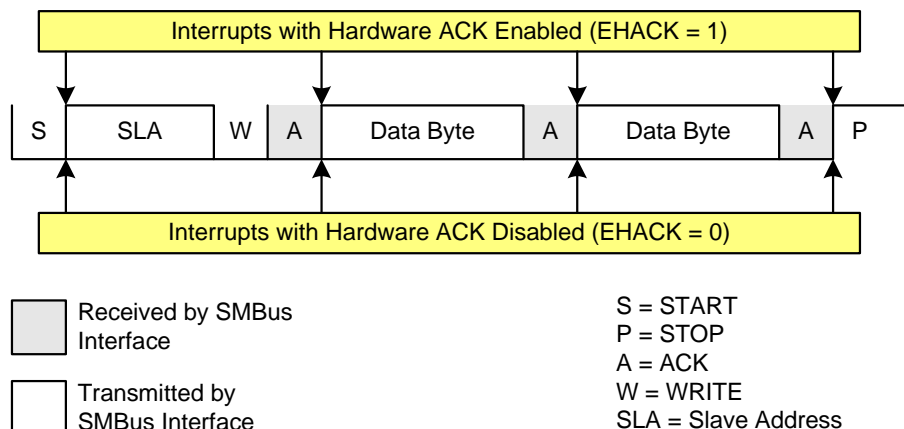 Interrupts with Hardware ACK Enabled (EHACK = 1)
S SLA W A Data Byte A Data Byte A P
Interrupts with Hardware ACK Disabled (EHACK = 0)
Received by SMBus
Interface
Transmitted by
SMBus Interface
S = START
P = STOP
A = ACK
W = WRITE
SLA = Slave Address